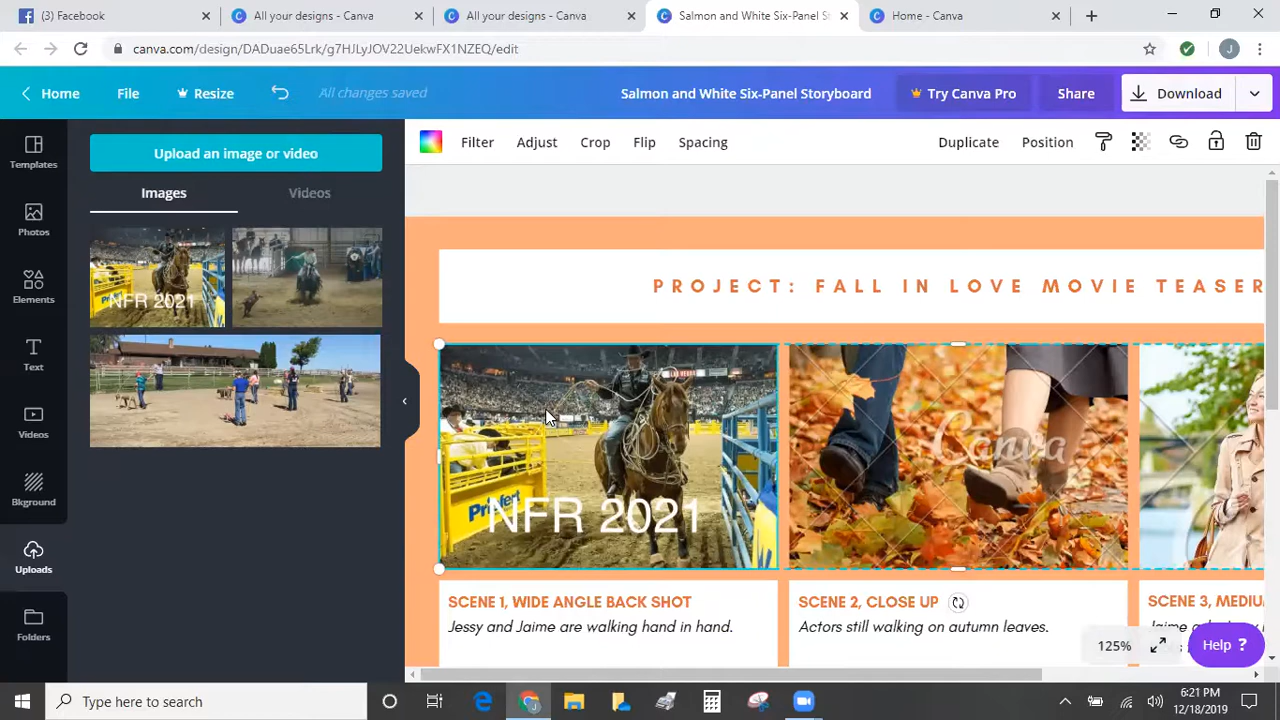 (3) Facebook
All your designs - Canva
All your designs - Canva
Salmon and White Six-Panel St
Home - Canva
canva.com/design/DADuae65Lrk/g7HJLyJOV22UekwFX1NZEQ/edit
J
Home
File
Resize
All changes saved
Salmon and White Six-Panel Storyboard
Try Canva Pro
Share
Download
Templates
Photos
Elements
Text
Videos
Bkground
Uploads
Folders
Upload an image or video
Images
Videos
NFR 2021
Filter
Adjust
Crop
Flip
Spacing
Duplicate
Position
PROJECT: FALL IN LOVE MOVIE TEASER
Priefert
NFR 2021
Canva
SCENE 1, WIDE ANGLE BACK SHOT
Jessy and Jaime are walking hand in hand.
SCENE 2, CLOSE UP
Actors still walking on autumn leaves.
SCENE 3, MEDIU
125%
Help ?
Type here to search
6:21 PM
12/18/2019